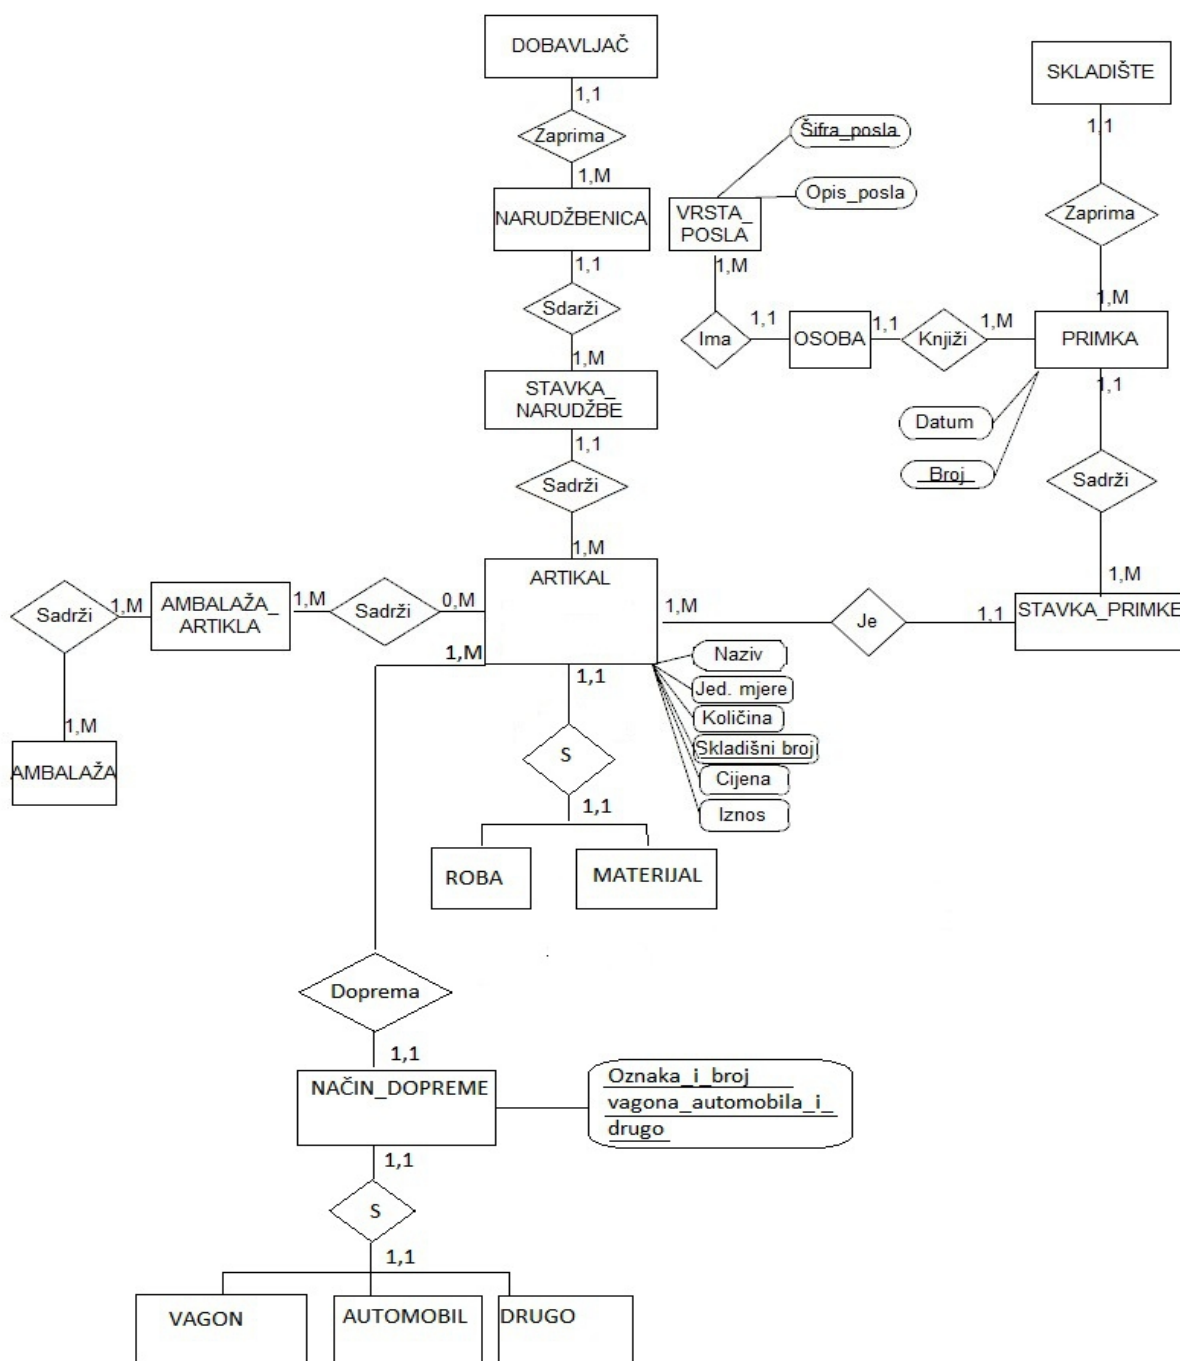 DOBAVLJAČ
SKLADIŠTE
1,1
1,1
Zaprima
Šifra_posla
1,M
Opis_posla
NARUDŽBENICA
VRSTA_
POSLA
Zaprima
1,1
1,M
Sdarži
1,M
Ima
1,1
OSOBA
1,1
Knjiži
1,M
PRIMKA
1,M
STAVKA_
NARUDŽBE
1,1
Datum
1,1
Broj
Sadrži
Sadrži
1,M
ARTIKAL
1,M
Sadrži
1,M
AMBALAŽA_
ARTIKLA
1,M
Sadrži
0,M
1,M
Je
1,1
STAVKA_PRIMKE
1,M
1,1
Naziv
Jed. mjere
Količina
Skladišni broj
Cijena
Iznos
1,M
AMBALAŽA
S
1,1
ROBA
MATERIJAL
Doprema
1,1
NAČIN_DOPREME
Oznaka_i_broj
vagona_automobila_i_
drugo
1,1
S
1,1
VAGON
AUTOMOBIL
DRUGO